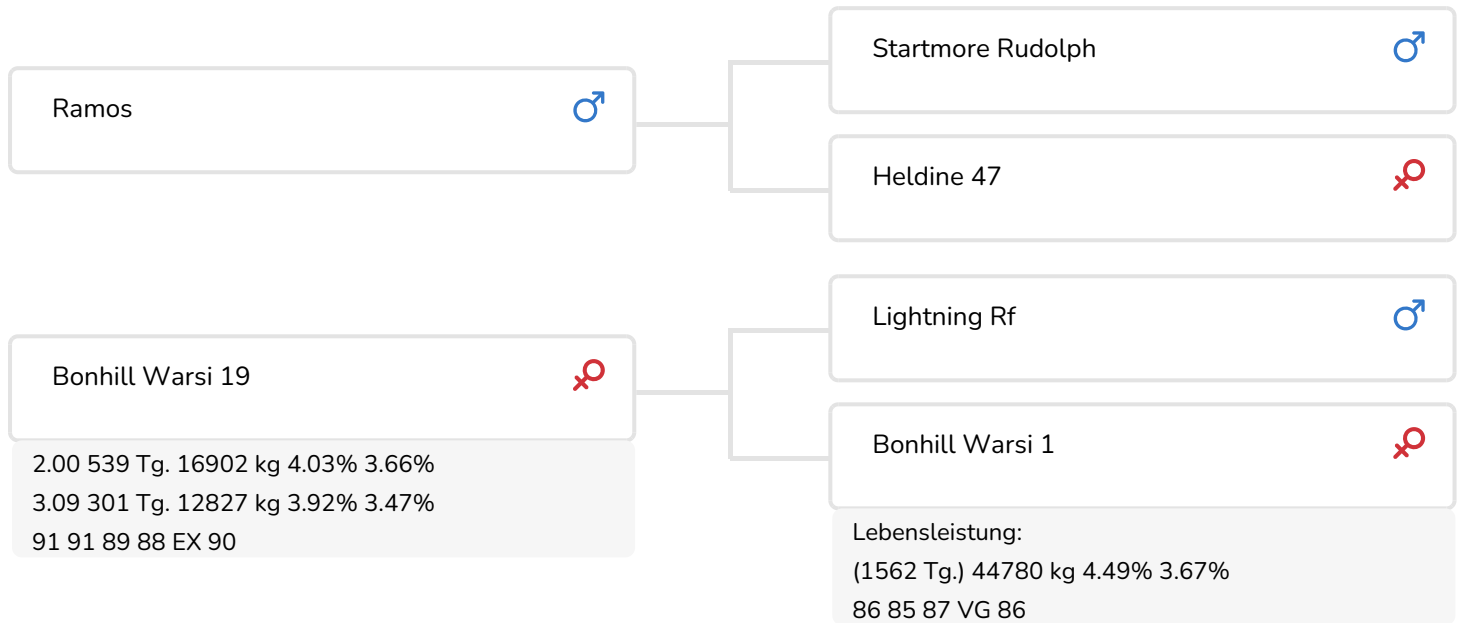 Ramos
Startmore Rudolph
Heldine 47
Bonhill Warsi 19
2.00 539 Tg. 16902 kg 4.03% 3.66%
3.09 301 Tg. 12827 kg 3.92% 3.47%
91 91 89 88 EX 90
Lightning Rf
Bonhill Warsi 1
Lebensleistung:
(1562 Tg.) 44780 kg 4.49% 3.67%
86 85 87 VG 86